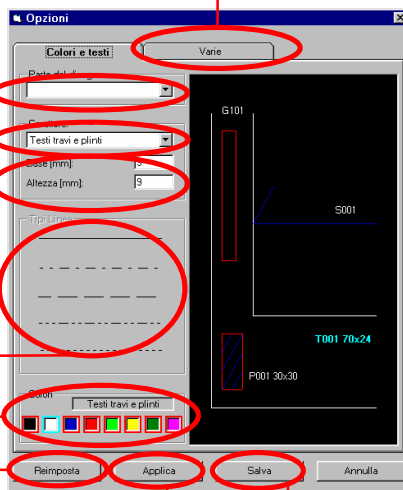 Opzioni
Colori e testi
Varie
Testi travi e plinti
Base [mm]:
Altezza [mm]:
9
Tipi Linee
Colori
Testi travi e plinti
G101
S001
T001 70x24
P001 30x30
Reimposta
Applica
Salva
Annulla